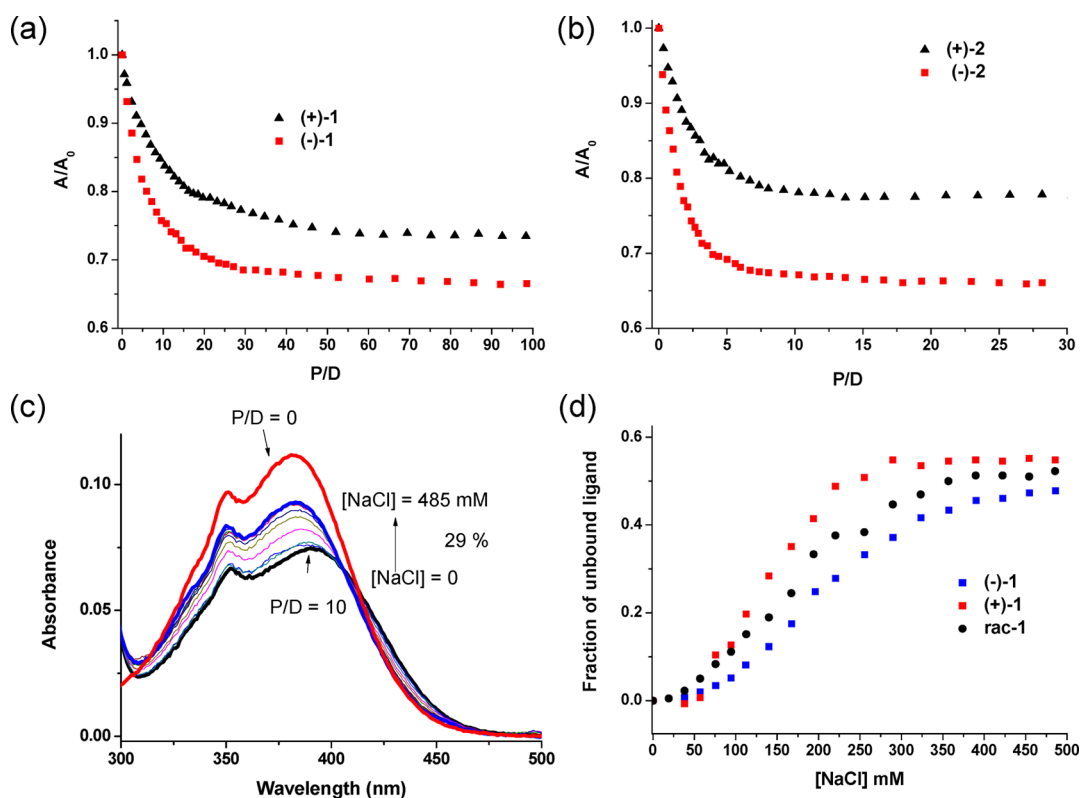 (a)
1.0
0.9
0.8
0.7
0.6
A/A0
(+)-1
(-)-1
0 10 20 30 40 50 60 70 80 90 100
P/D
(b)
1.0
0.9
0.8
0.7
0.6
A/A0
(+)-2
(-)-2
0 5 10 15 20 25 30
P/D
(c)
P/D = 0
[NaCl] = 485 mM
29 %
[NaCl] = 0
P/D = 10
0.10
0.05
0.00
Absorbance
300 350 400 450 500
Wavelength (nm)
(d)
0.6
0.4
0.2
0.0
Fraction of unbound ligand
(-)-1
(+)-1
rac-1
0 50 100 150 200 250 300 350 400 450 500
[NaCl] mM